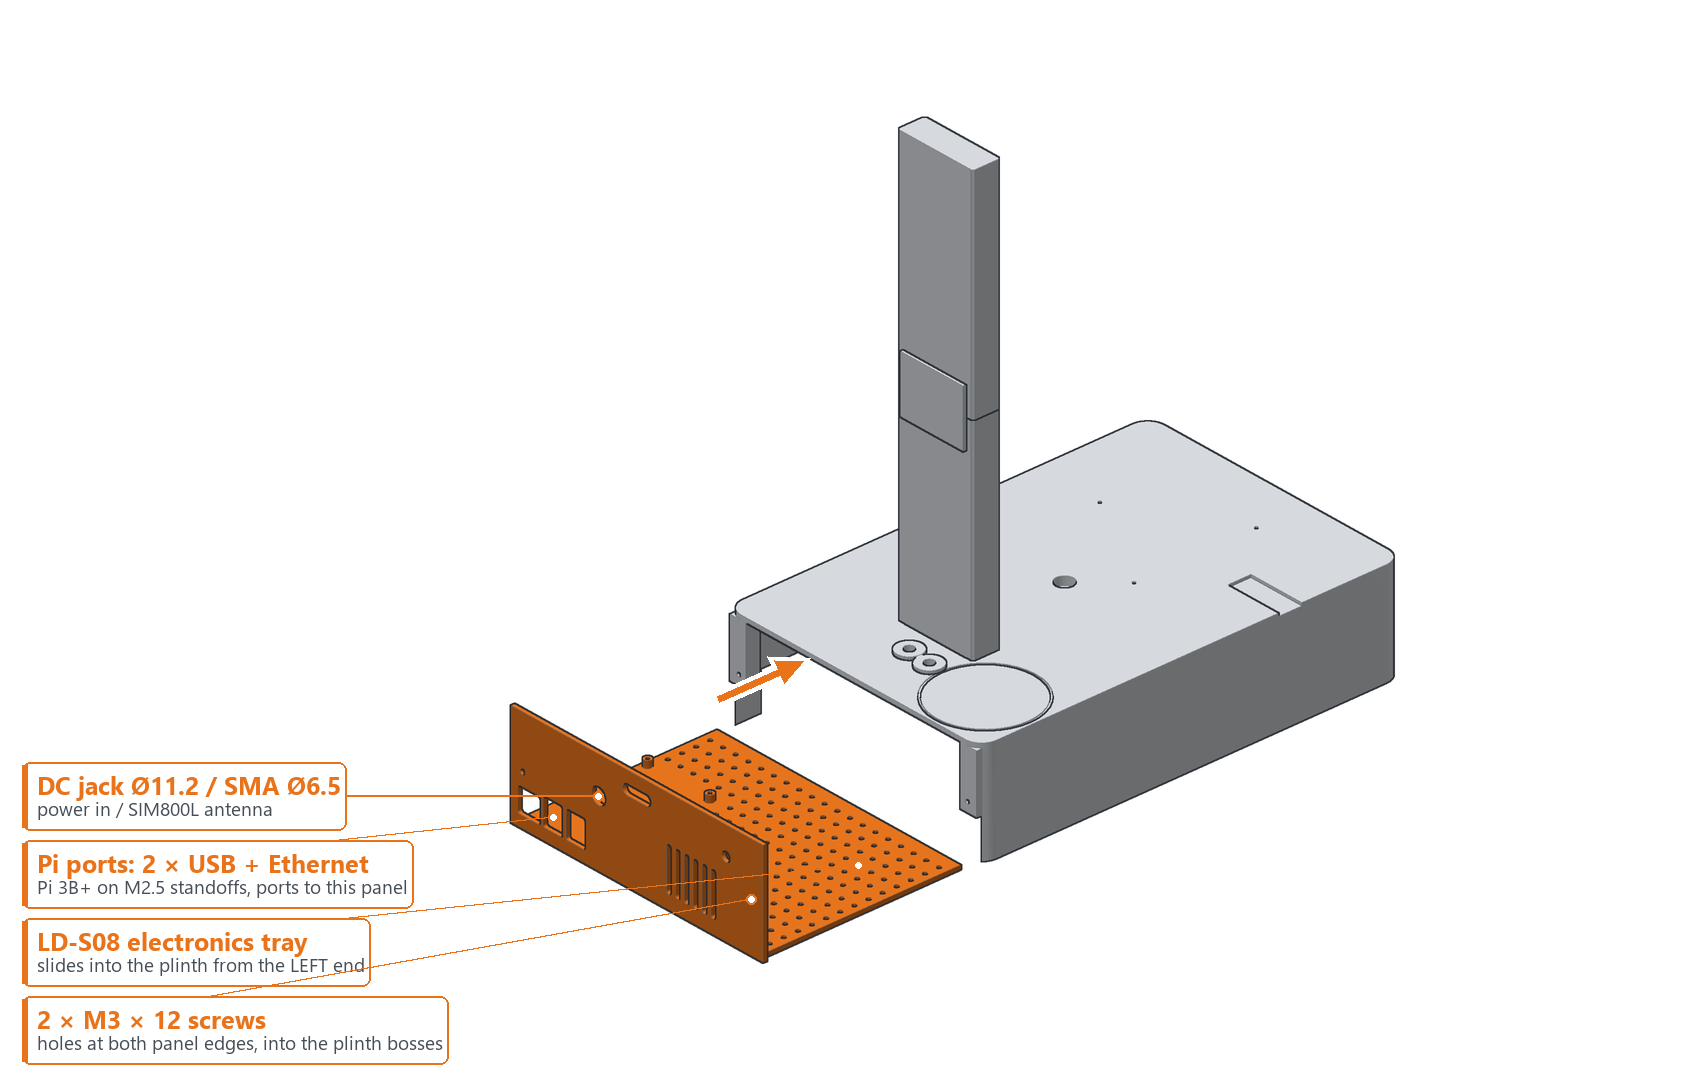 DC jack Ø11.2 / SMA Ø6.5
power in / SIM800L antenna
Pi ports: 2 × USB + Ethernet
Pi 3B+ on M2.5 standoffs, ports to this panel
LD-S08 electronics tray
slides into the plinth from the LEFT end
2 × M3 × 12 screws
holes at both panel edges, into the plinth bosses